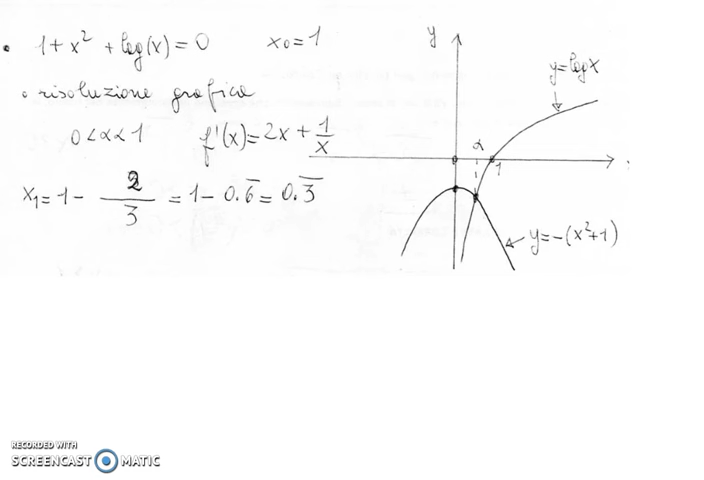 • 1 + x² + log(x) = 0    x₀ = 1
• risoluzione grafica
0 < α < 1    f'(x) = 2x + 1/x
x₁ = 1 - 2/3 = 1 - 0.6̅ = 0.3̅
y
y = log x
α
1
y = -(x²+1)
RECORDED WITH
SCREENCAST MATIC